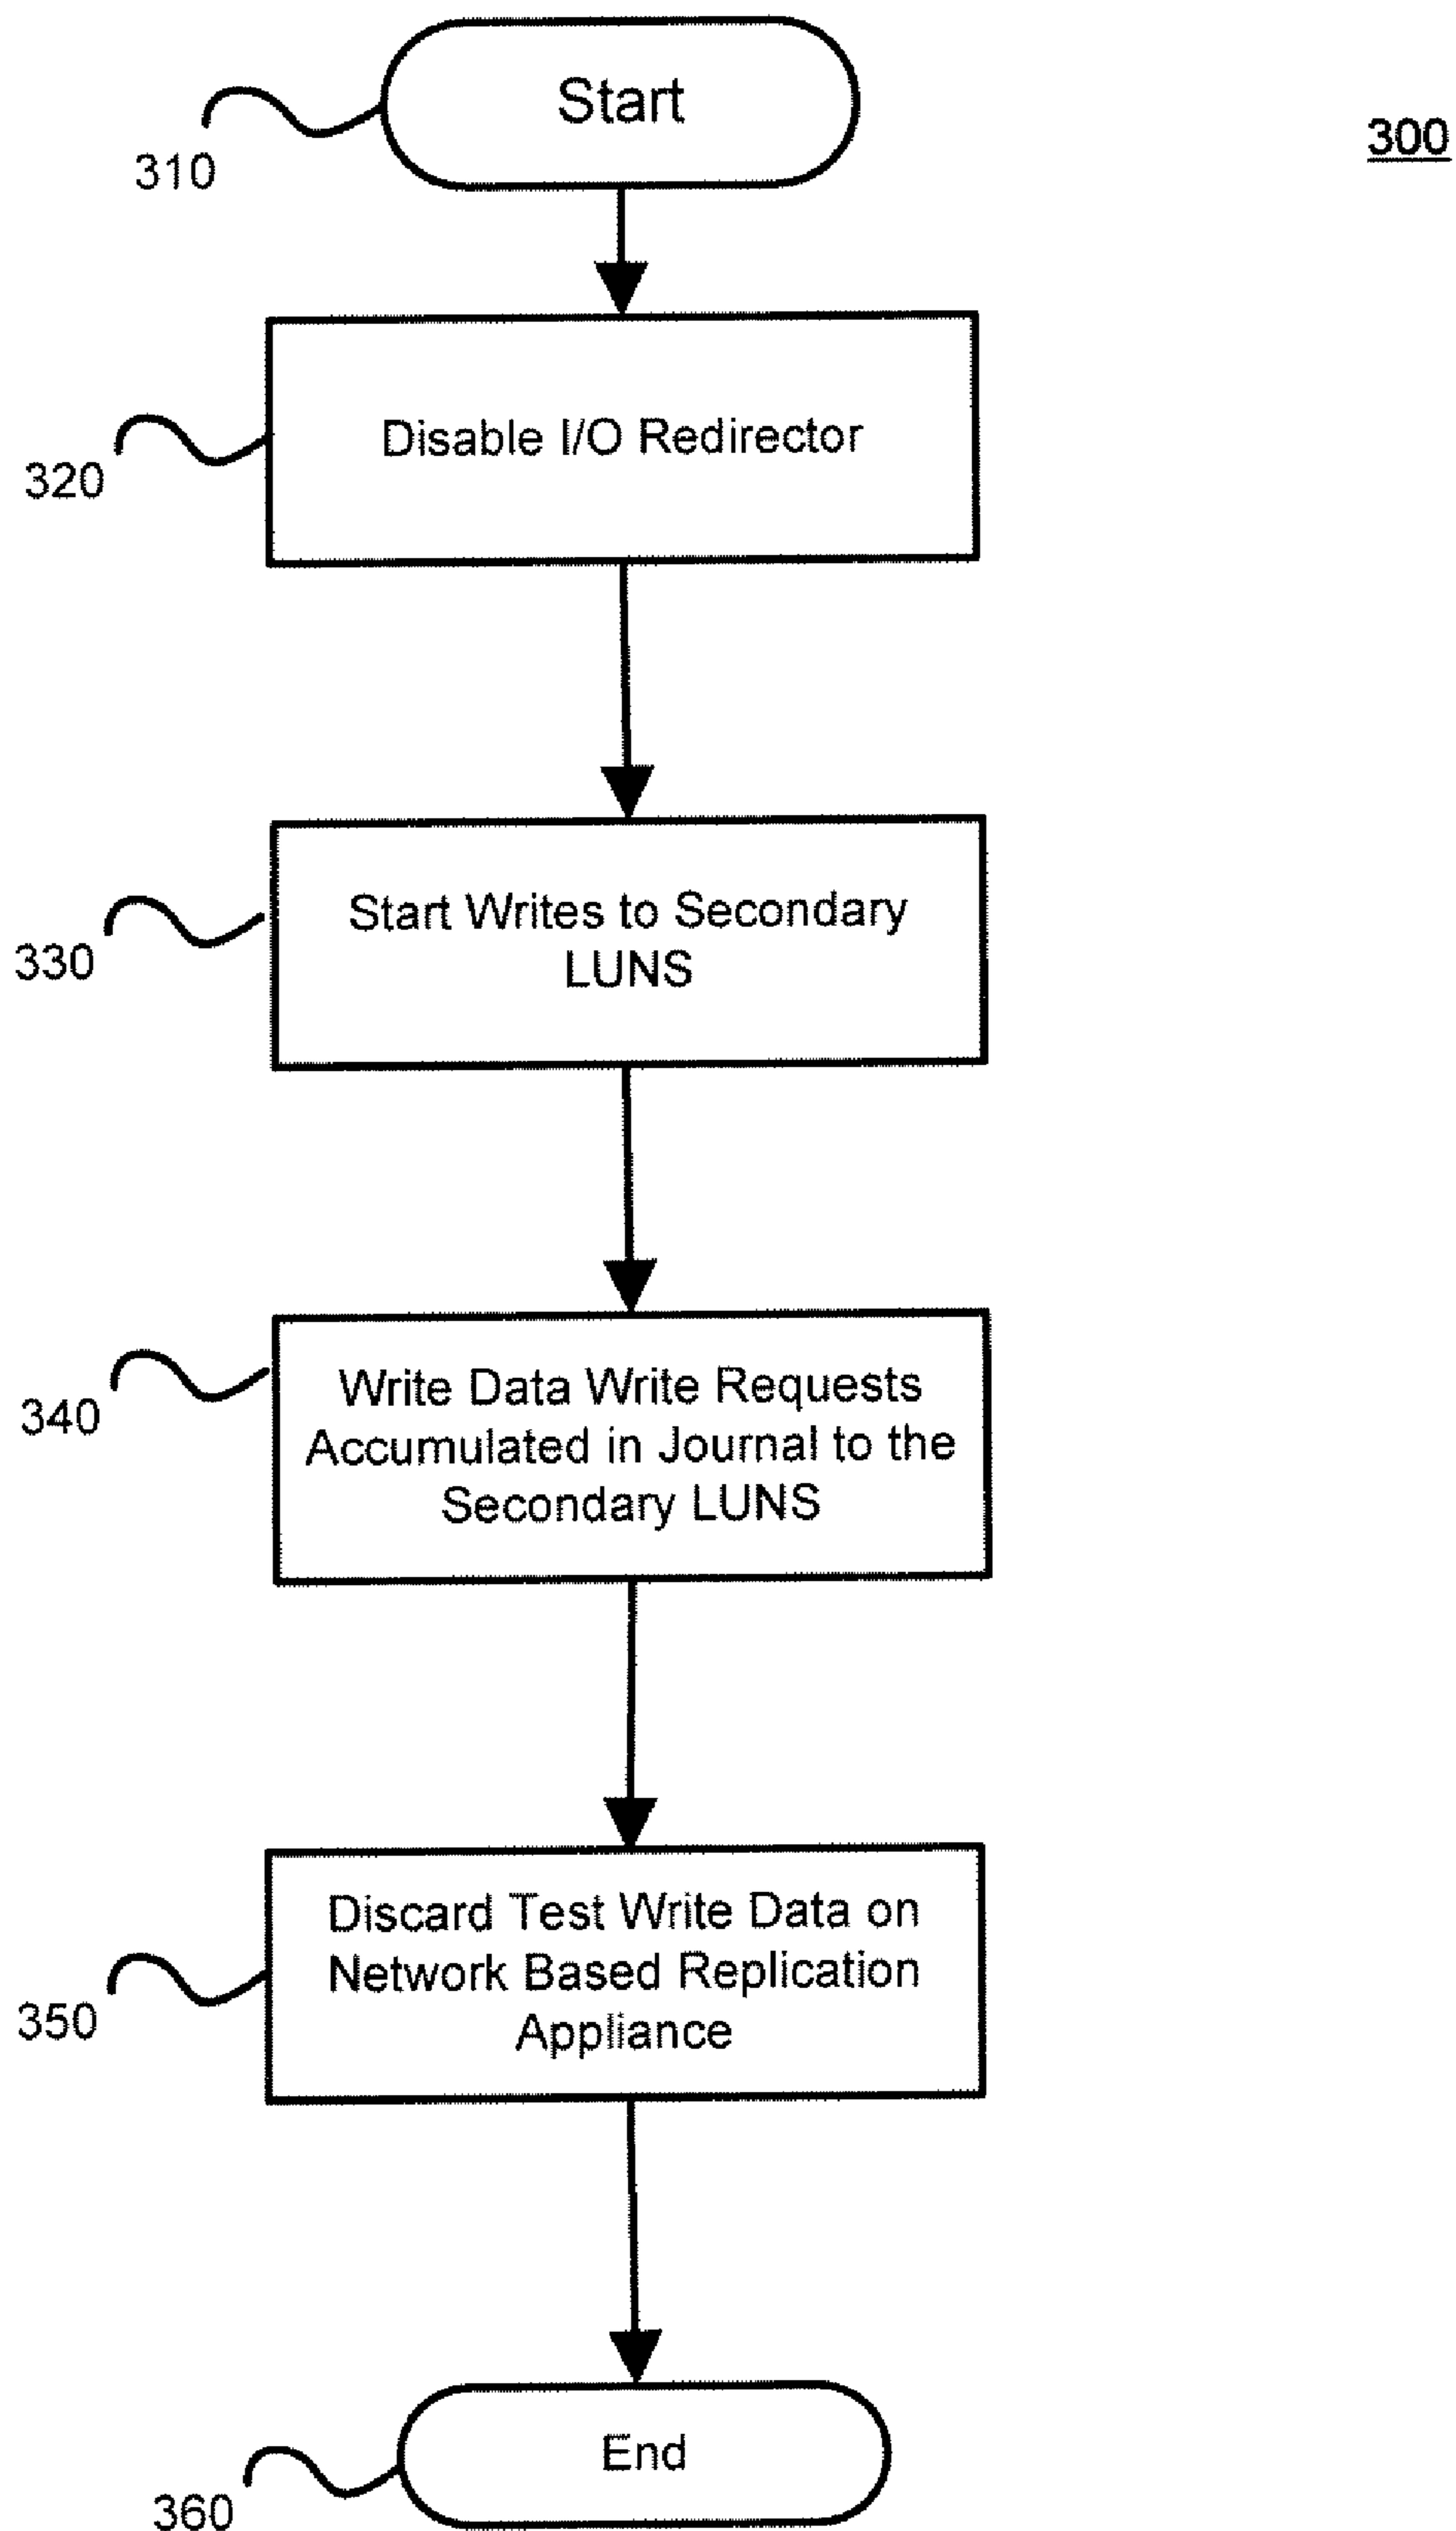 Start
300
310
Disable I/O Redirector
320
Start Writes to Secondary
LUNS
330
Write Data Write Requests
Accumulated in Journal to the
Secondary LUNS
340
Discard Test Write Data on
Network Based Replication
Appliance
350
End
360